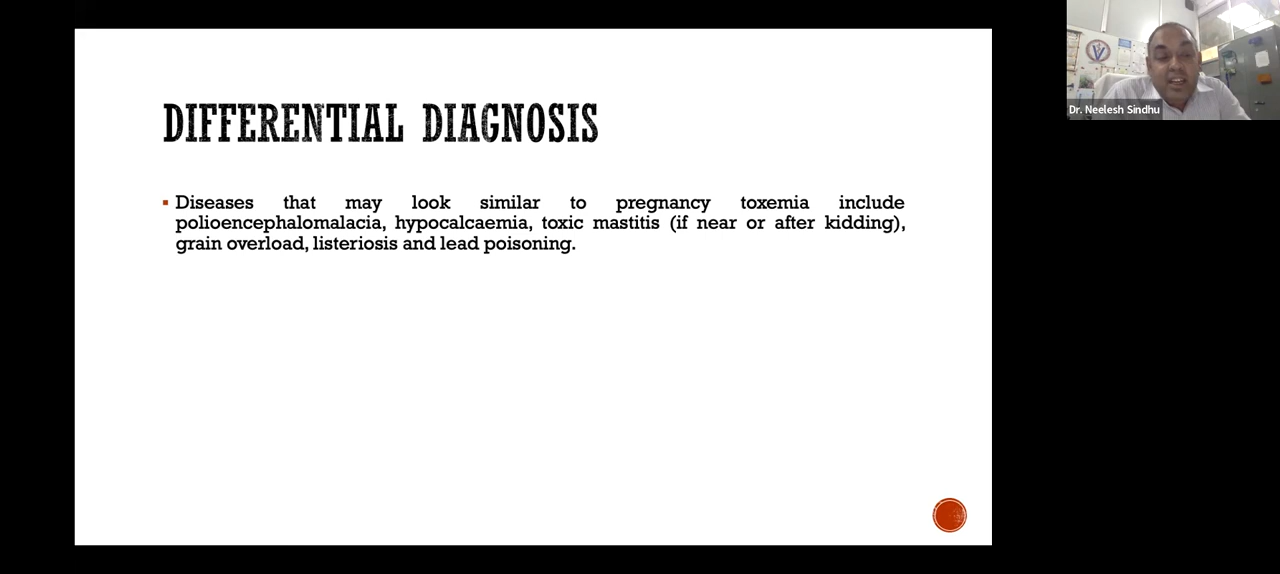 DIFFERENTIAL DIAGNOSIS
Diseases that may look similar to pregnancy toxemia include
polioencephalomalacia, hypocalcaemia, toxic mastitis (if near or after kidding),
grain overload, listeriosis and lead poisoning.
Dr. Neelesh Sindhu